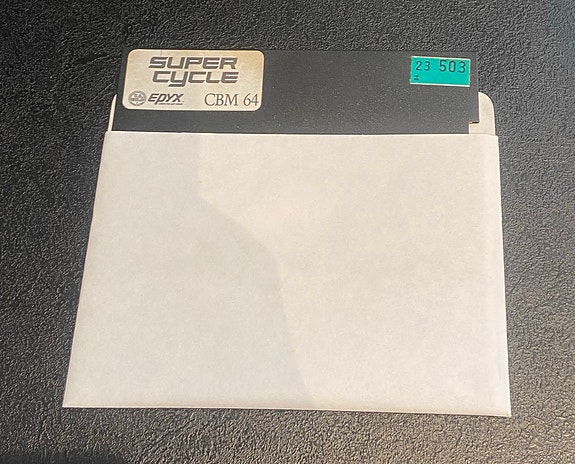 SUPER
CYCLE
EPYX
CBM 64
23 503